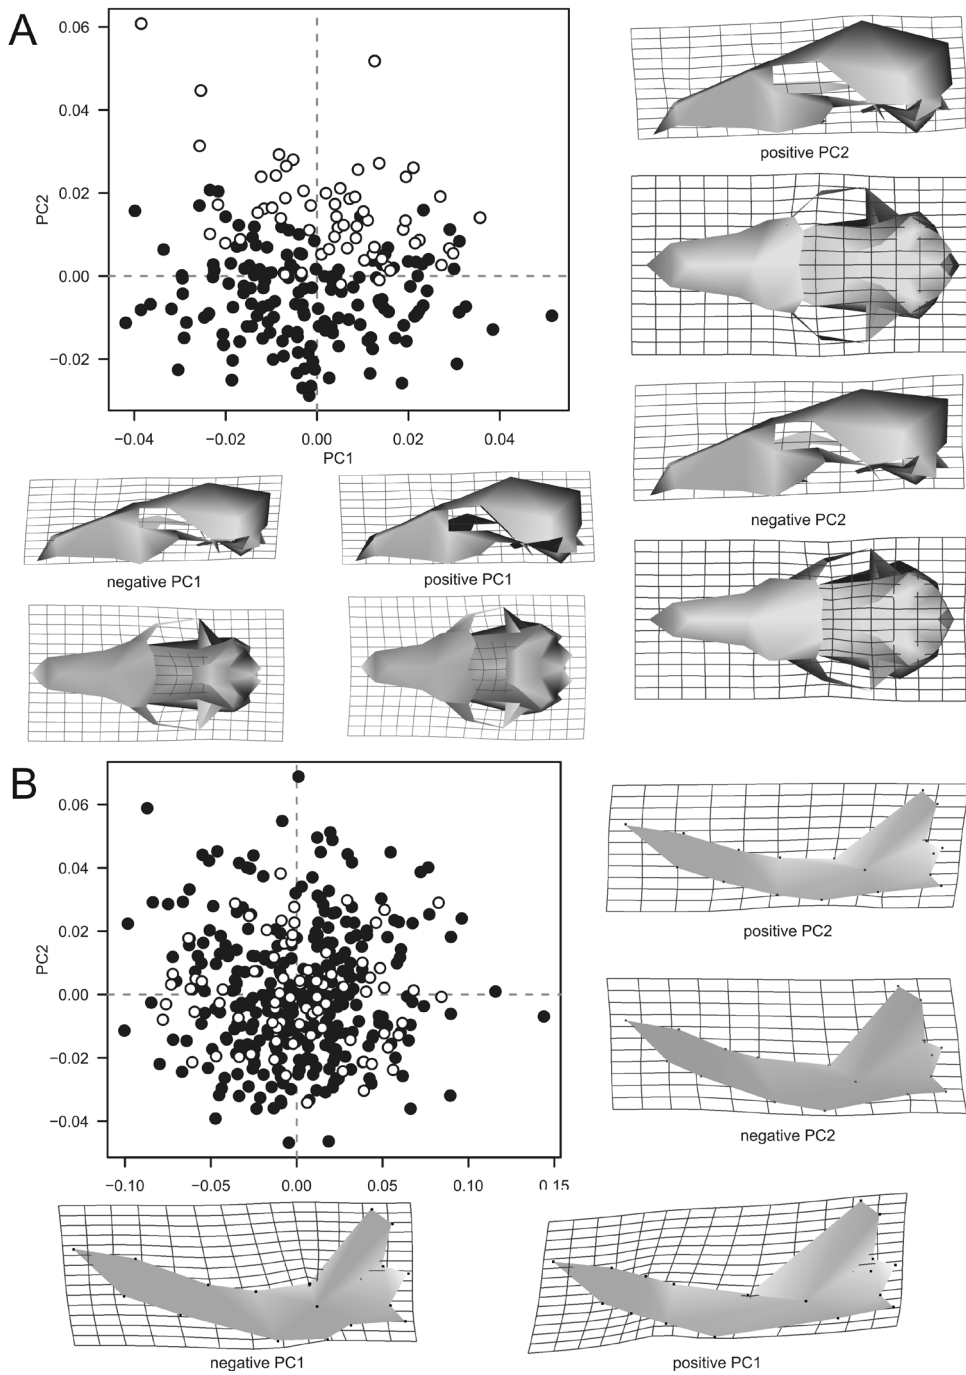 A
0.06
0.04
0.02
0.00
−0.02
PC2
−0.04
−0.02
0.00
0.02
0.04
PC1
positive PC2
negative PC2
negative PC1
positive PC1
B
0.06
0.04
0.02
0.00
−0.02
−0.04
PC2
−0.10
−0.05
0.00
0.05
0.10
0.15
positive PC2
negative PC2
negative PC1
positive PC1